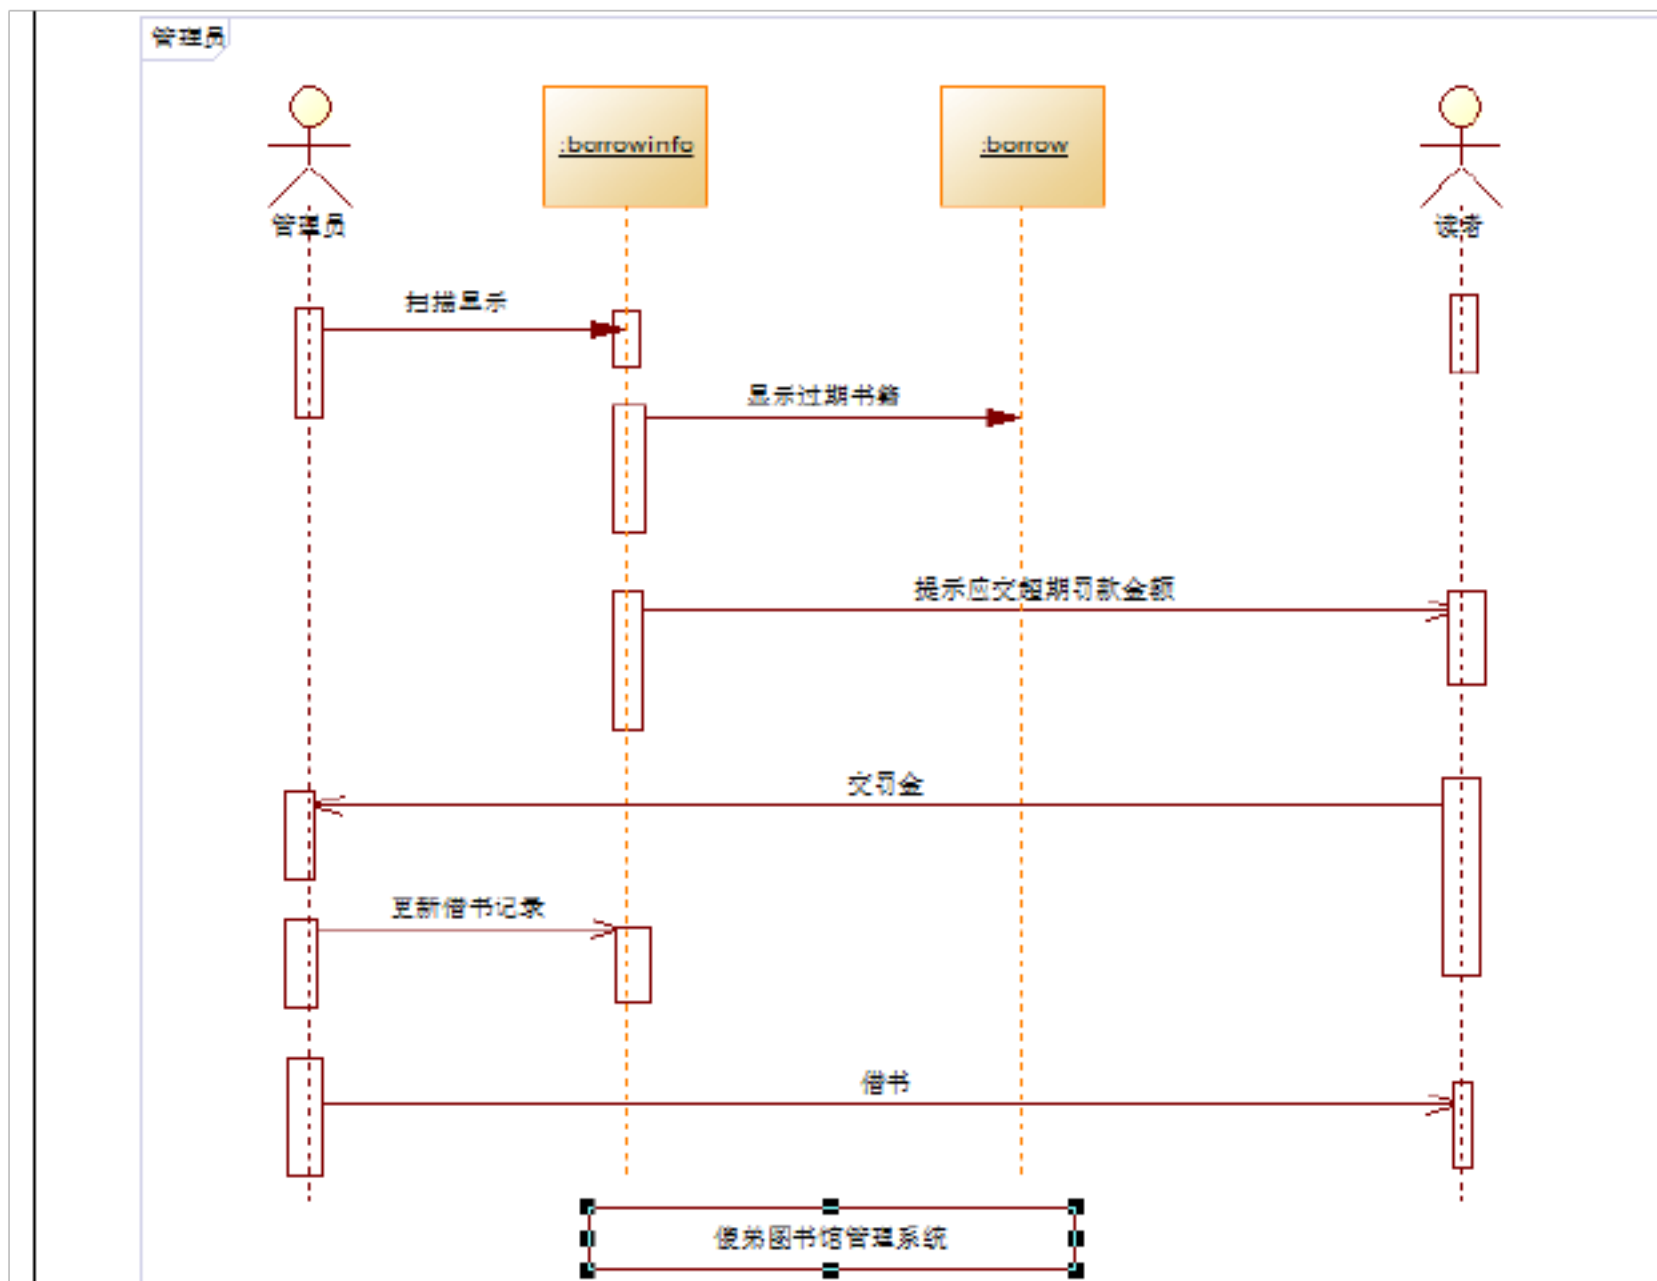 管理员
:borrowinfo
:borrow
管理员
读者
扫描显示
显示过期书籍
提示应交超期罚款金额
交罚金
更新借书记录
借书
傻弟图书馆管理系统